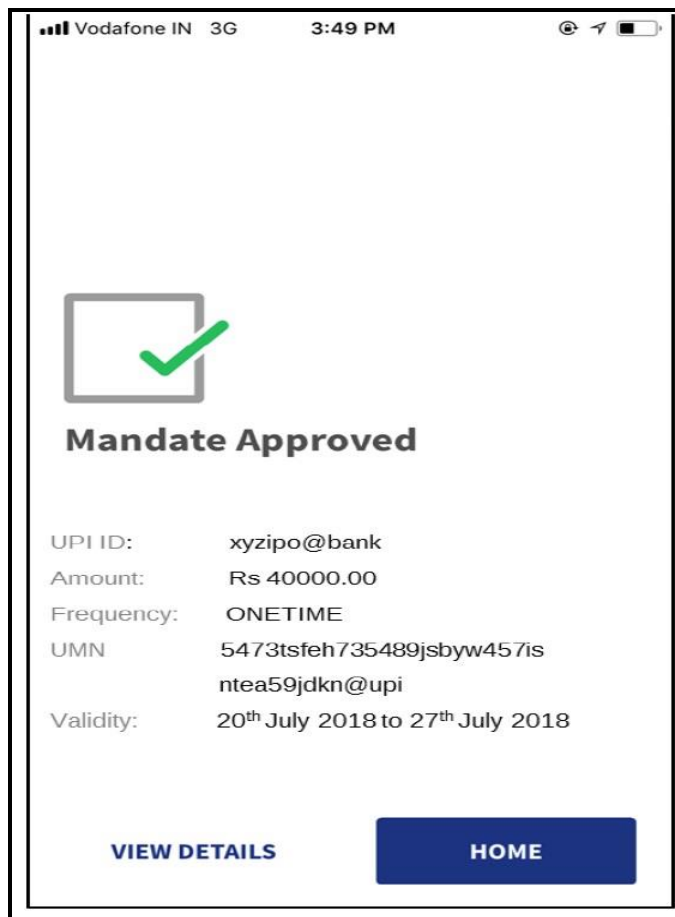 Vodafone IN 3G 3:49 PM
Mandate Approved
UPI ID: xyzipo@bank
Amount: Rs 40000.00
Frequency: ONETIME
UMN 5473tsfeh735489jsbyw457is
ntea59jdkn@upi
Validity: 20th July 2018 to 27th July 2018
VIEW DETAILS HOME